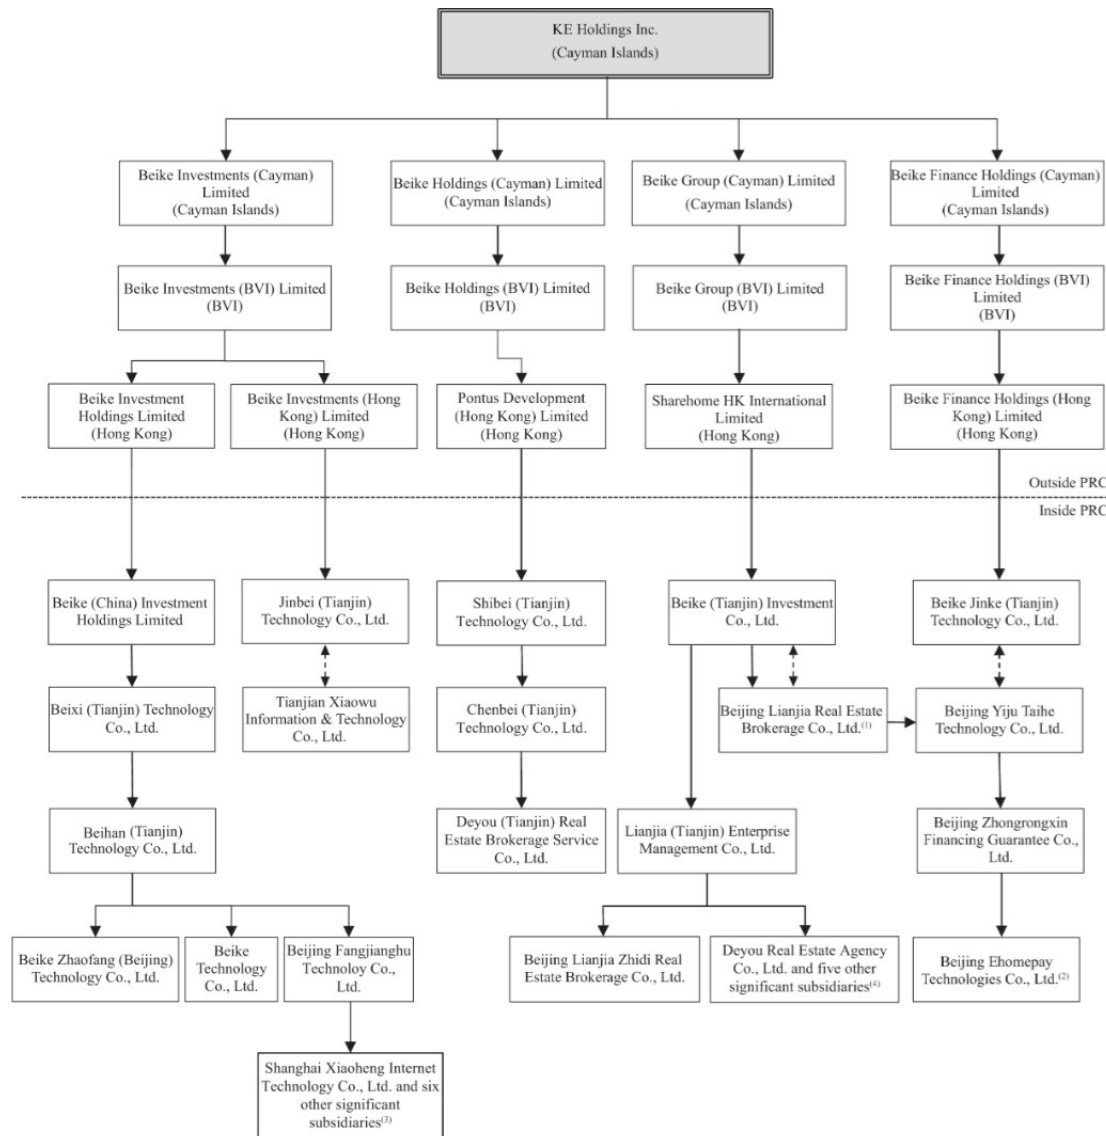 KE Holdings Inc.
(Cayman Islands)
Beike Investments (Cayman)
Limited
(Cayman Islands)
Beike Holdings (Cayman) Limited
(Cayman Islands)
Beike Group (Cayman) Limited
(Cayman Islands)
Beike Finance Holdings (Cayman)
Limited
(Cayman Islands)
Beike Investments (BVI) Limited
(BVI)
Beike Holdings (BVI) Limited
(BVI)
Beike Group (BVI) Limited
(BVI)
Beike Finance Holdings (BVI)
Limited
(BVI)
Beike Investment
Holdings Limited
(Hong Kong)
Beike Investments (Hong
Kong) Limited
(Hong Kong)
Pontus Development
(Hong Kong) Limited
(Hong Kong)
Sharehome HK International
Limited
(Hong Kong)
Beike Finance Holdings (Hong
Kong) Limited
(Hong Kong)
Outside PRC
Inside PRC
Beike (China) Investment
Holdings Limited
Jinbei (Tianjin)
Technology Co., Ltd.
Shibei (Tianjin)
Technology Co., Ltd.
Beike (Tianjin) Investment
Co., Ltd.
Beike Jinke (Tianjin)
Technology Co., Ltd.
Beixi (Tianjin) Technology
Co., Ltd.
Tianjian Xiaowu
Information & Technology
Co., Ltd.
Chenbei (Tianjin)
Technology Co., Ltd.
Beijing Lianjia Real Estate
Brokerage Co., Ltd.(1)
Beijing Yiju Taihe
Technology Co., Ltd.
Beihan (Tianjin)
Technology Co., Ltd.
Deyou (Tianjin) Real
Estate Brokerage Service
Co., Ltd.
Lianjia (Tianjin) Enterprise
Management Co., Ltd.
Beijing Zhongrongxin
Financing Guarantee Co.,
Ltd.
Beike Zhaofang (Beijing)
Technology Co., Ltd.
Beike
Technology
Co., Ltd.
Beijing Fangjianghu
Technoloy Co.,
Ltd.
Beijing Lianjia Zhidi Real
Estate Brokerage Co., Ltd.
Deyou Real Estate Agency
Co., Ltd. and five other
significant subsidiaries(4)
Beijing Ehomepay
Technologies Co., Ltd.(2)
Shanghai Xiaoheng Internet
Technology Co., Ltd. and six
other significant
subsidiaries(3)